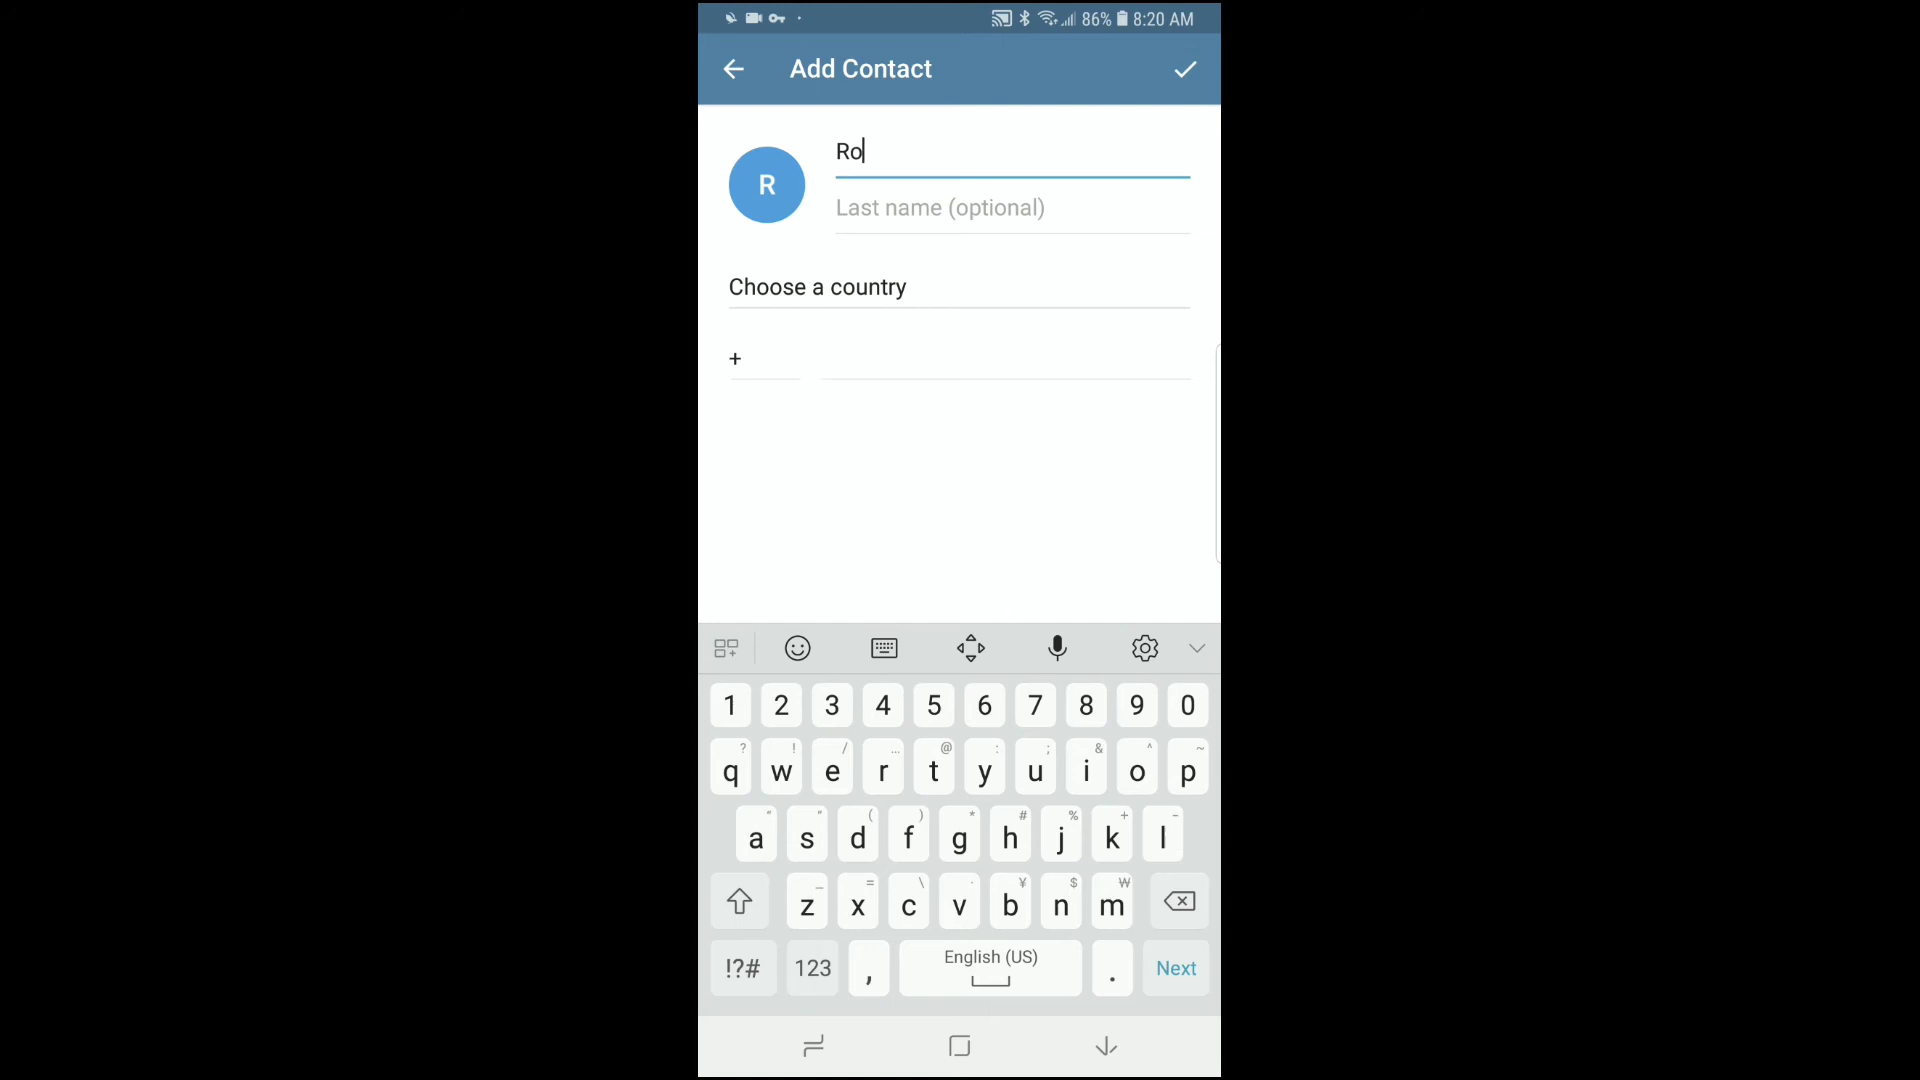 86% 8:20 AM
Add Contact
R
Ro
Last name (optional)
Choose a country
+
1 2 3 4 5 6 7 8 9 0
? ! / ... @ : ; & ^ ~
q w e r t y u i o p
" " ( ) * # % + -
a s d f g h j k l
_ = \ · ¥ $ ₩
z x c v b n m
!?# 123 , English (US) . Next